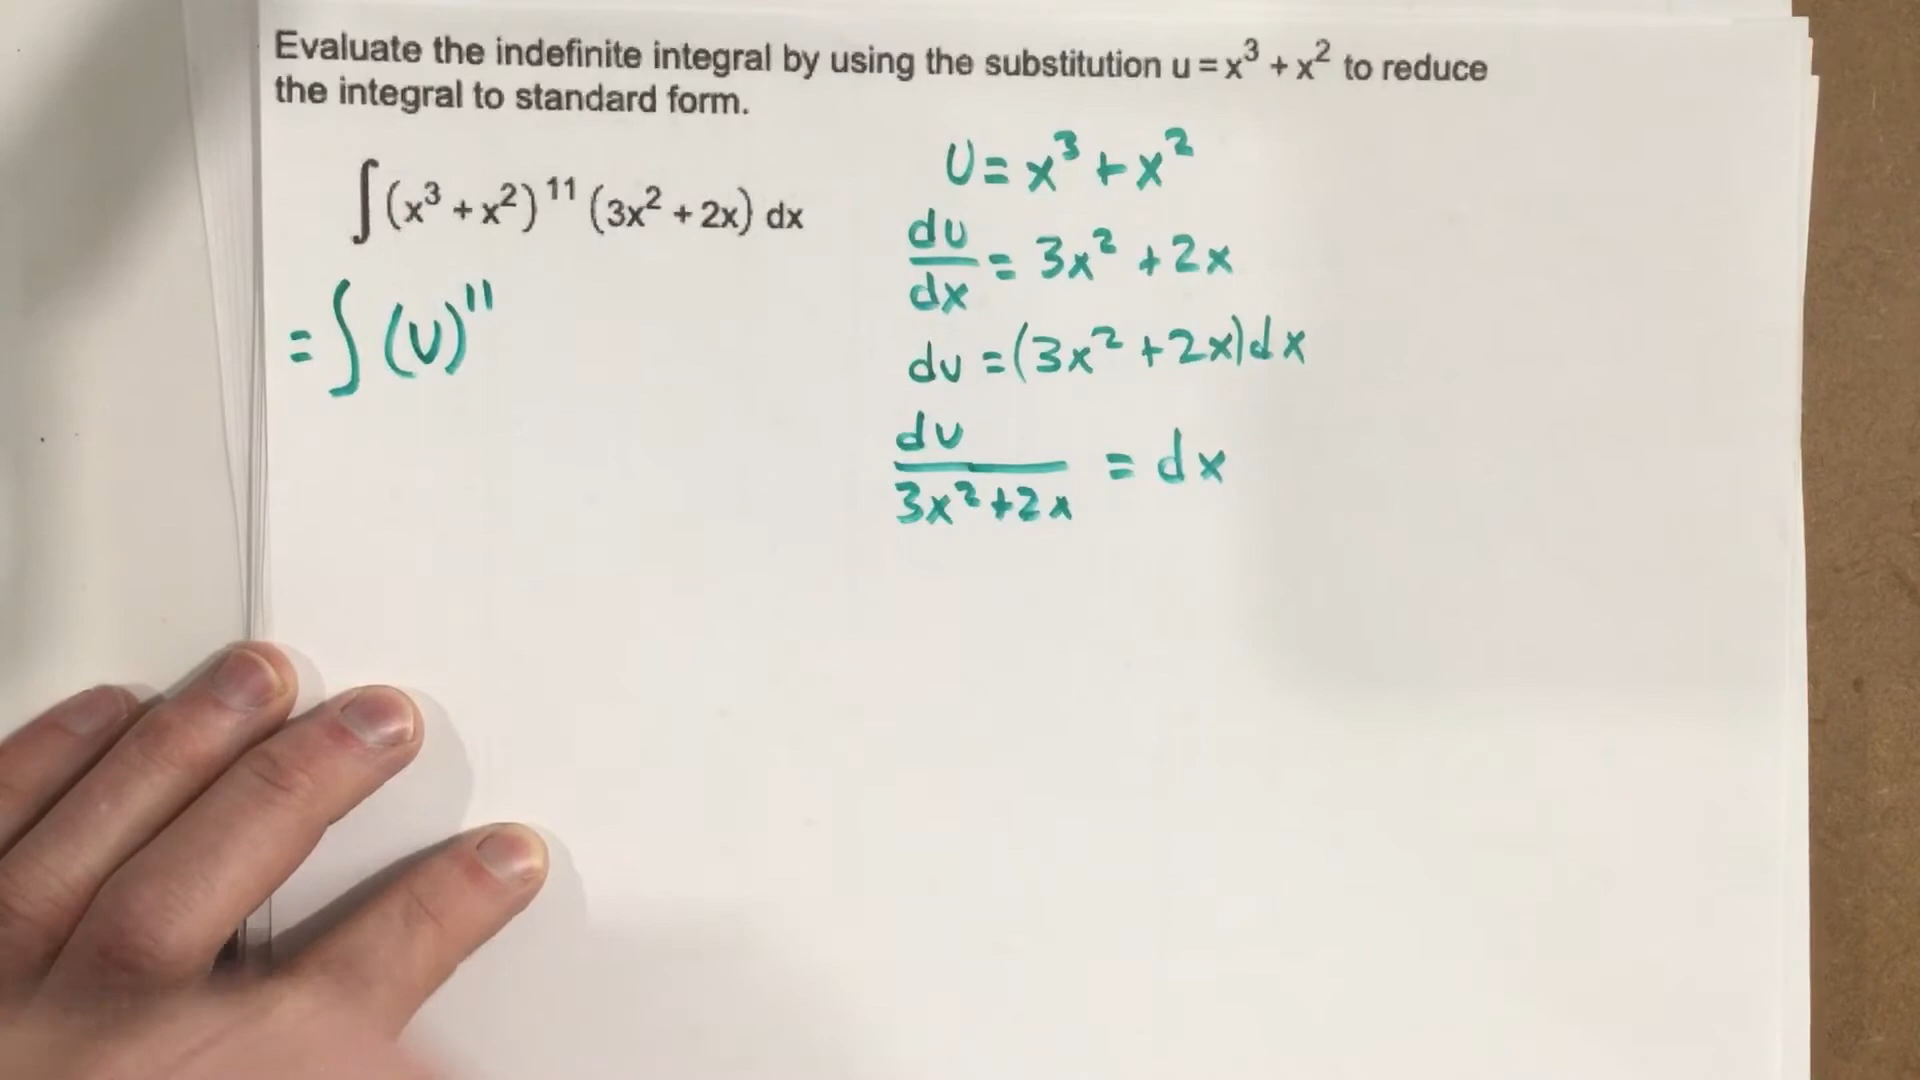 Evaluate the indefinite integral by using the substitution u = x³ + x² to reduce
the integral to standard form.
∫(x³ + x²)¹¹ (3x² + 2x) dx
= ∫ (u)¹¹
u = x³ + x²
du/dx = 3x² + 2x
du = (3x² + 2x)dx
du/3x²+2x = dx